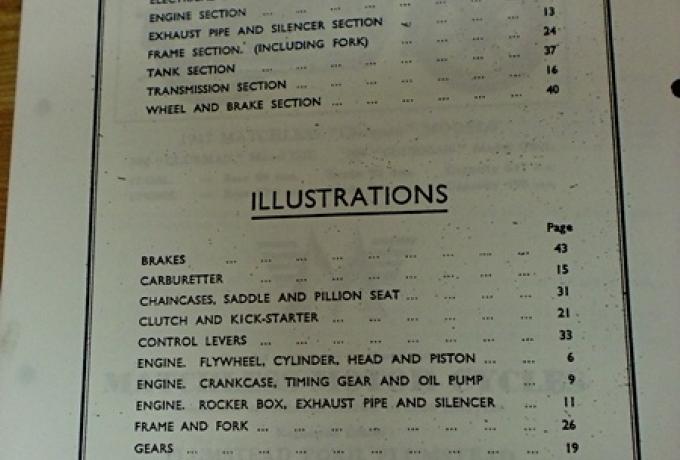 ENGINE SECTION ... ... ... ... ...
EXHAUST PIPE AND SILENCER SECTION ... ... ... 13
FRAME SECTION. (INCLUDING FORK) ... ... ... 24
TANK SECTION ... ... ... ... ... ... 37
TRANSMISSION SECTION ... ... ... ... ... 16
WHEEL AND BRAKE SECTION ... ... ... ... ... 40
ILLUSTRATIONS
Page
BRAKES ... ... ... ... ... ... ... ... 43
CARBURETTER ... ... ... ... ... ... ... 15
CHAINCASES, SADDLE AND PILLION SEAT ... ... ... ... 31
CLUTCH AND KICK-STARTER ... ... ... ... ... 21
CONTROL LEVERS ... ... ... ... ... ... ... 33
ENGINE. FLYWHEEL, CYLINDER, HEAD AND PISTON ... ... 6
ENGINE. CRANKCASE, TIMING GEAR AND OIL PUMP ... 9
ENGINE. ROCKER BOX, EXHAUST PIPE AND SILENCER ... 11
FRAME AND FORK ... ... ... ... ... ... ... 26
GEARS ... ... ... ... ... ... ... ... ... 19